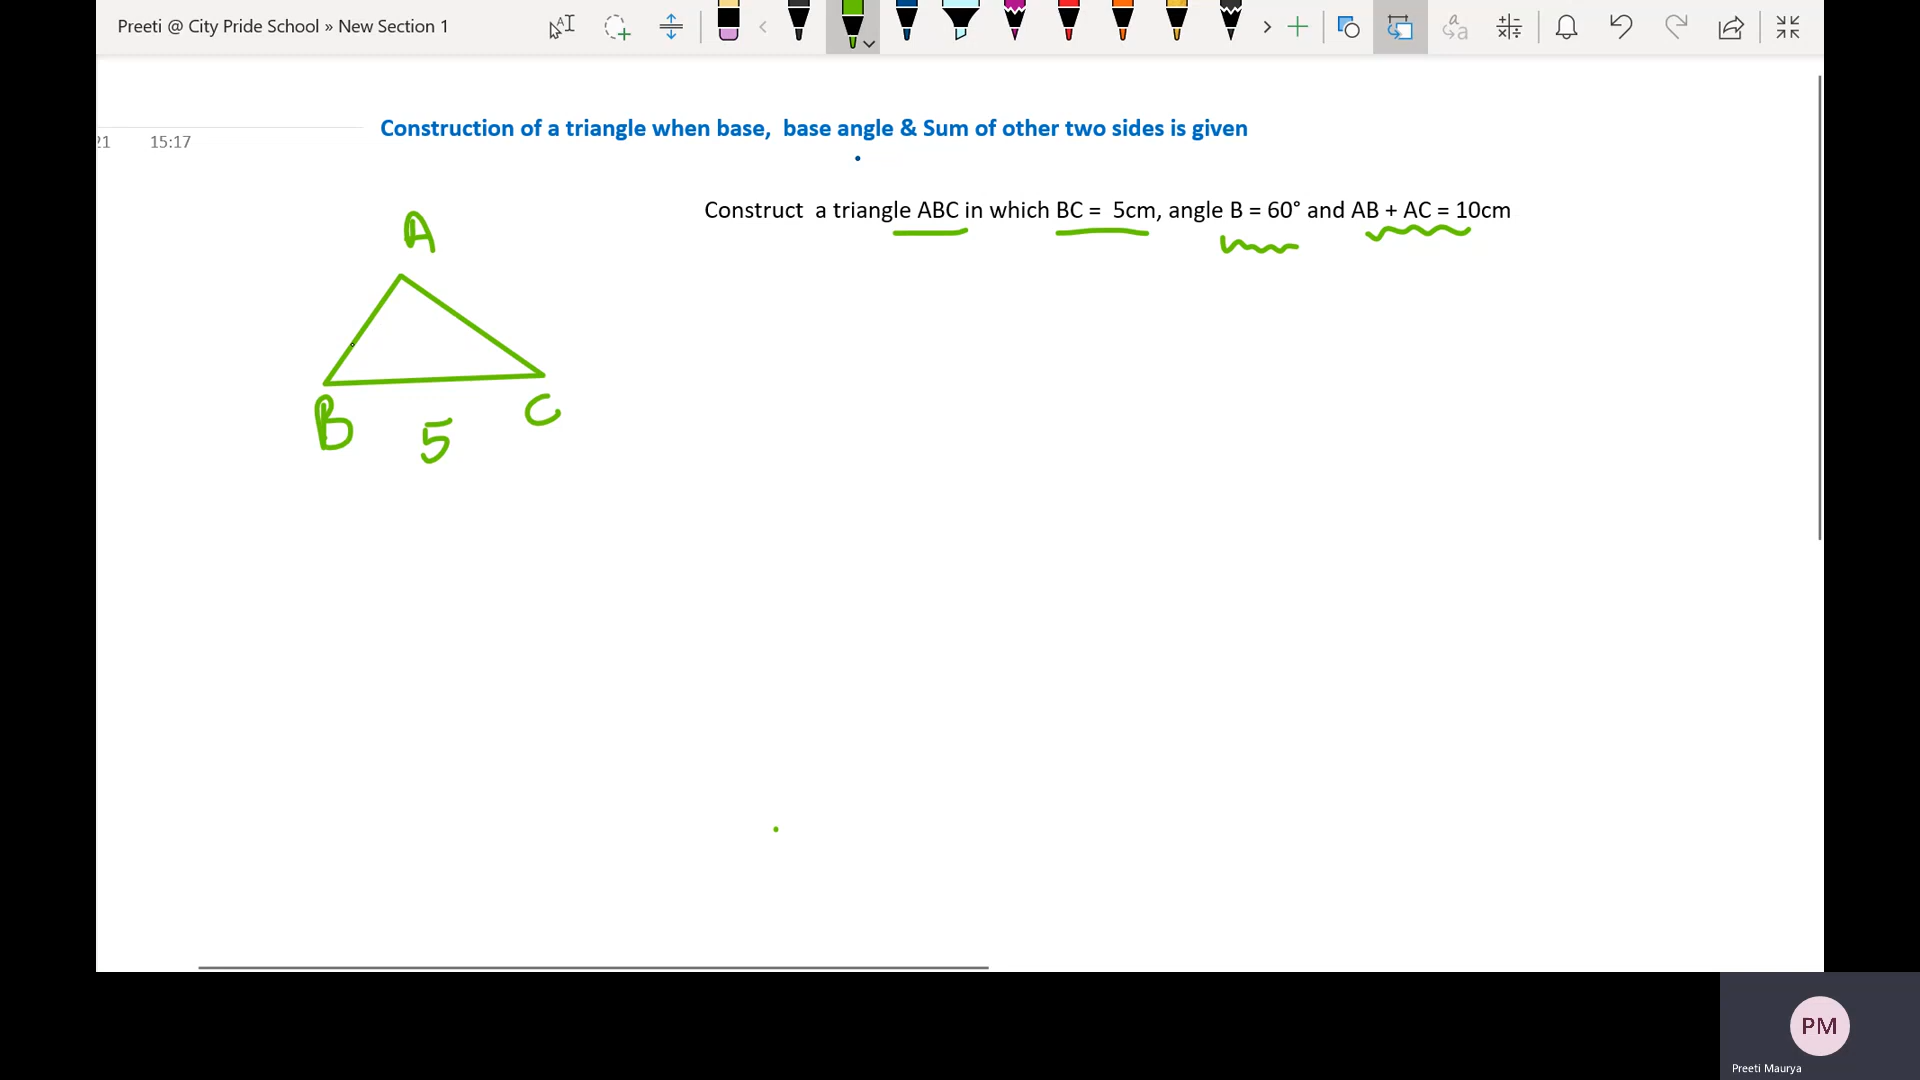 Preeti @ City Pride School » New Section 1
Construction of a triangle when base,  base angle & Sum of other two sides is given
21 15:17
Construct  a triangle ABC in which BC =  5cm, angle B = 60° and AB + AC = 10cm
A
B
5
C
PM
Preeti Maurya